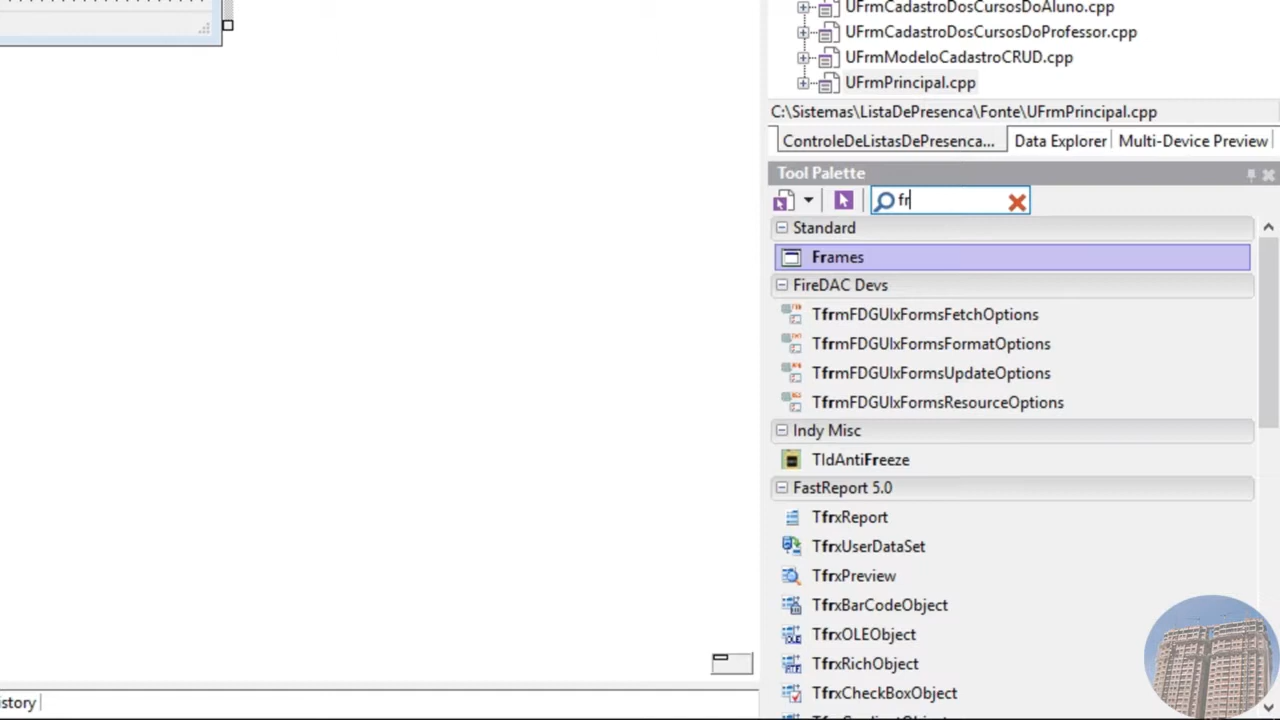 UFrmCadastroDosCursosDoAluno.cpp
UFrmCadastroDosCursosDoProfessor.cpp
UFrmModeloCadastroCRUD.cpp
UFrmPrincipal.cpp
C:\Sistemas\ListaDePresenca\Fonte\UFrmPrincipal.cpp
ControleDeListasDePresenca... Data Explorer Multi-Device Preview
Tool Palette
fr
Standard
Frames
FireDAC Devs
TfrmFDGUIxFormsFetchOptions
TfrmFDGUIxFormsFormatOptions
TfrmFDGUIxFormsUpdateOptions
TfrmFDGUIxFormsResourceOptions
Indy Misc
TIdAntiFreeze
FastReport 5.0
TfrxReport
TfrxUserDataSet
TfrxPreview
TfrxBarCodeObject
TfrxOLEObject
TfrxRichObject
TfrxCheckBoxObject
istory